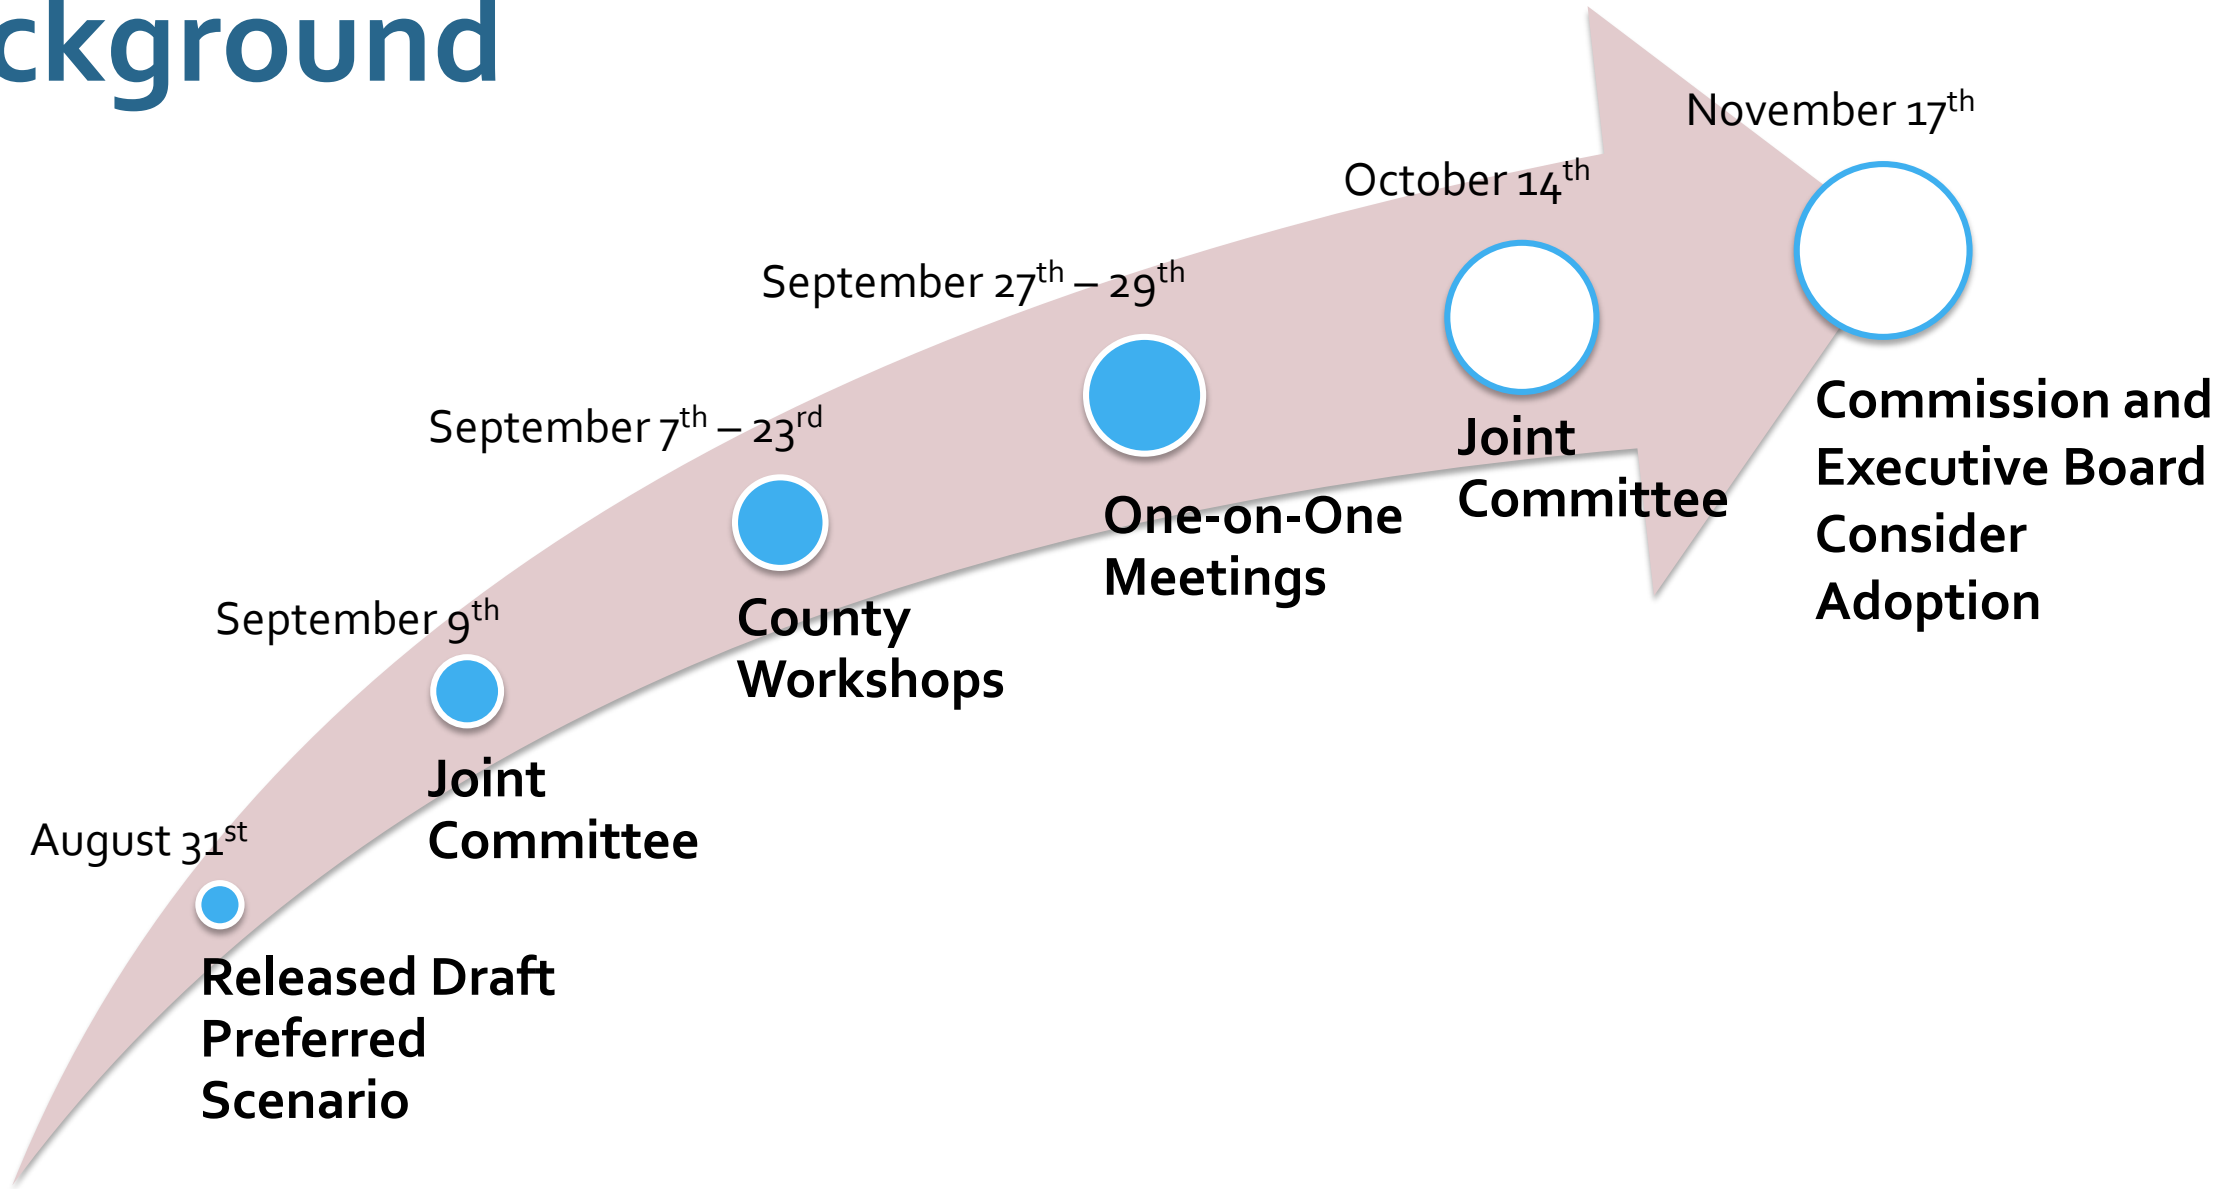 ckground
November 17th
October 14th
September 27th – 29th
September 7th – 23rd
September 9th
August 31st
Released Draft
Preferred
Scenario
Joint
Committee
County
Workshops
One-on-One
Meetings
Joint
Committee
Commission and
Executive Board
Consider
Adoption